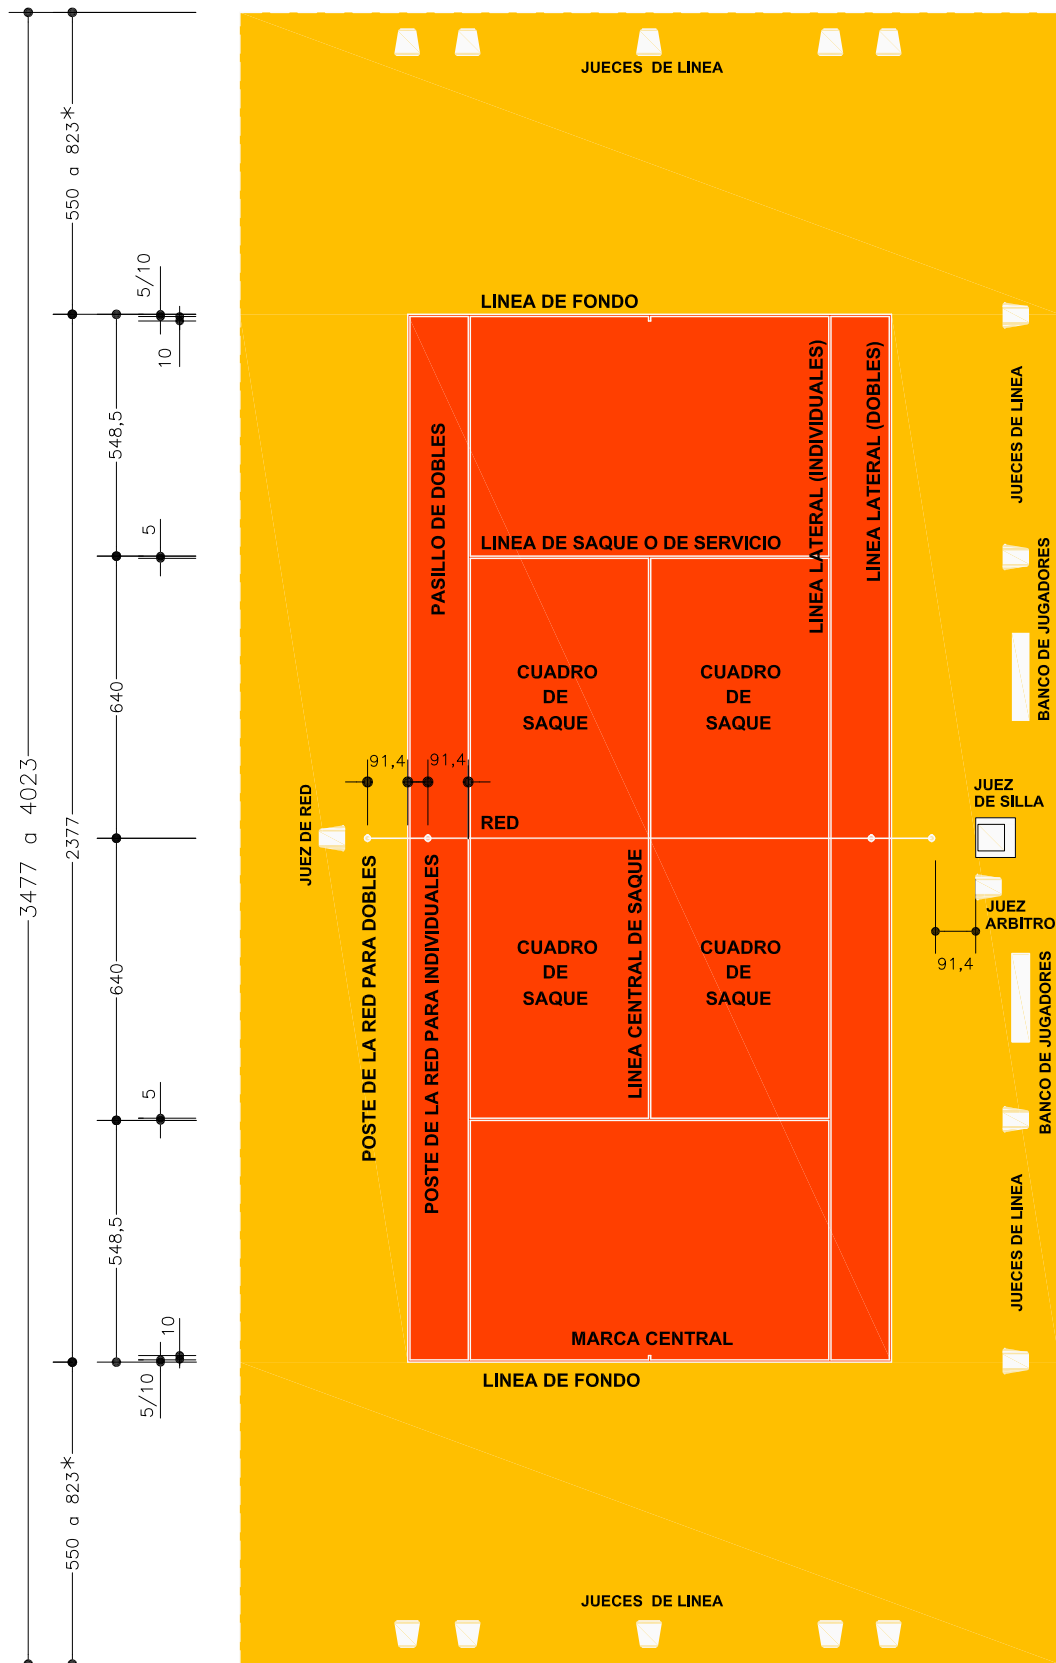 JUECES  DE LINEA
550 a 823*
5/10
10
LINEA DE FONDO
548,5
PASILLO DE DOBLES
LINEA LATERAL (INDIVIDUALES)
LINEA LATERAL (DOBLES)
JUECES DE LINEA
5
LINEA DE SAQUE O DE SERVICIO
BANCO DE JUGADORES
640
CUADRO
DE
SAQUE
CUADRO
DE
SAQUE
91,4
91,4
3477 a 4023
2377
JUEZ DE RED
RED
JUEZ
DE SILLA
POSTE DE LA RED PARA DOBLES
POSTE DE LA RED PARA INDIVIDUALES
LINEA CENTRAL DE SAQUE
JUEZ
ARBITRO
91,4
640
CUADRO
DE
SAQUE
CUADRO
DE
SAQUE
BANCO DE JUGADORES
5
548,5
JUECES DE LINEA
10
5/10
MARCA CENTRAL
LINEA DE FONDO
550 a 823*
JUECES  DE LINEA